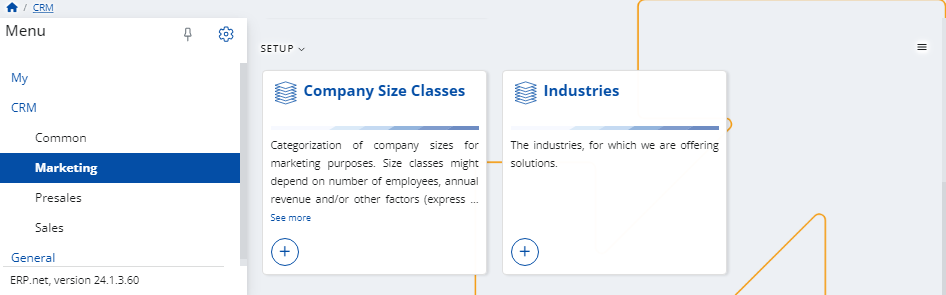 / CRM
Menu
My
CRM
Common
Marketing
Presales
Sales
General
ERP.net, version 24.1.3.60
SETUP
Company Size Classes
Categorization of company sizes for
marketing purposes. Size classes might
depend on number of employees, annual
revenue and/or other factors (express ...
See more
Industries
The industries, for which we are offering
solutions.